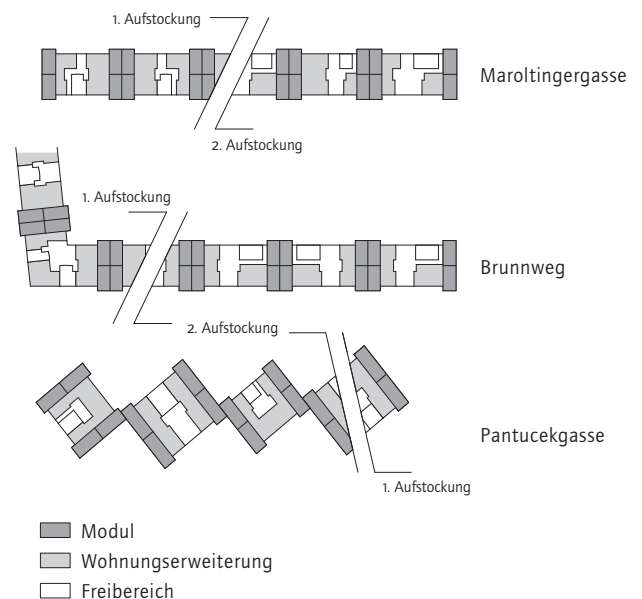 1. Aufstockung
Maroltingergasse
2. Aufstockung
1. Aufstockung
Brunnweg
2. Aufstockung
Pantucekgasse
1. Aufstockung
Modul
Wohnungserweiterung
Freibereich